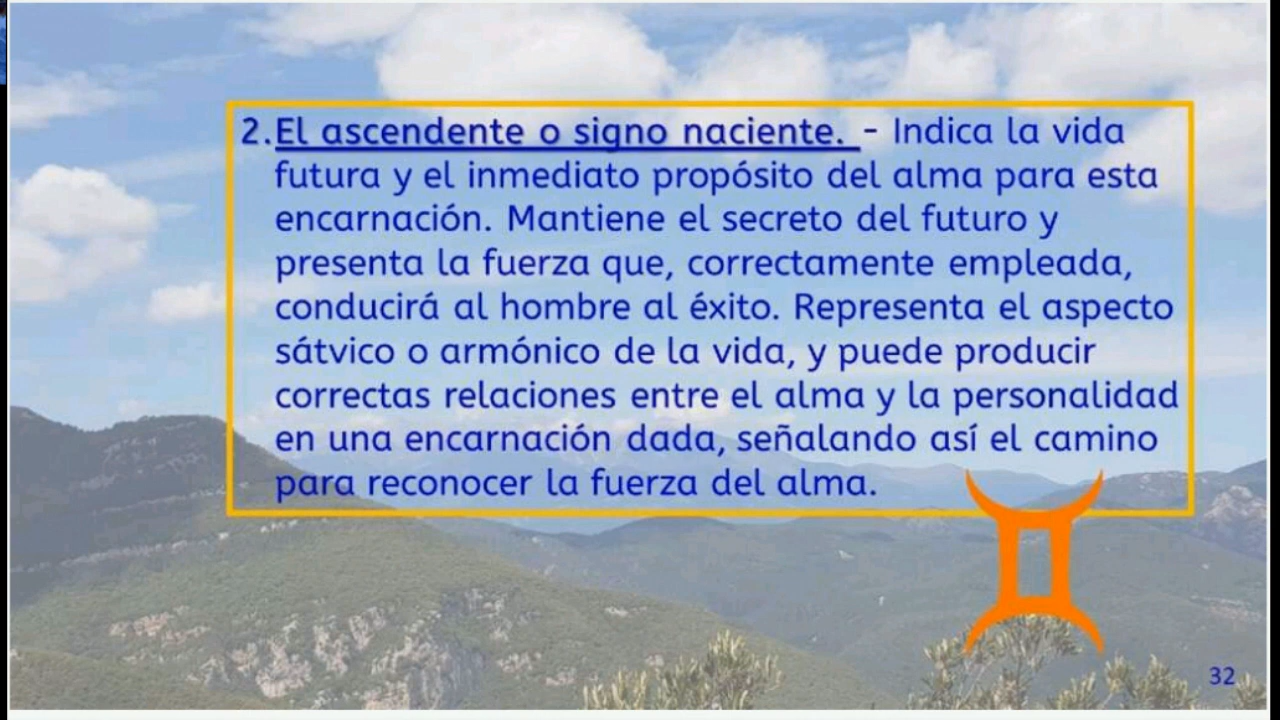 2. El ascendente o signo naciente. - Indica la vida
futura y el inmediato propósito del alma para esta
encarnación. Mantiene el secreto del futuro y
presenta la fuerza que, correctamente empleada,
conducirá al hombre al éxito. Representa el aspecto
sátvico o armónico de la vida, y puede producir
correctas relaciones entre el alma y la personalidad
en una encarnación dada, señalando así el camino
para reconocer la fuerza del alma.
32